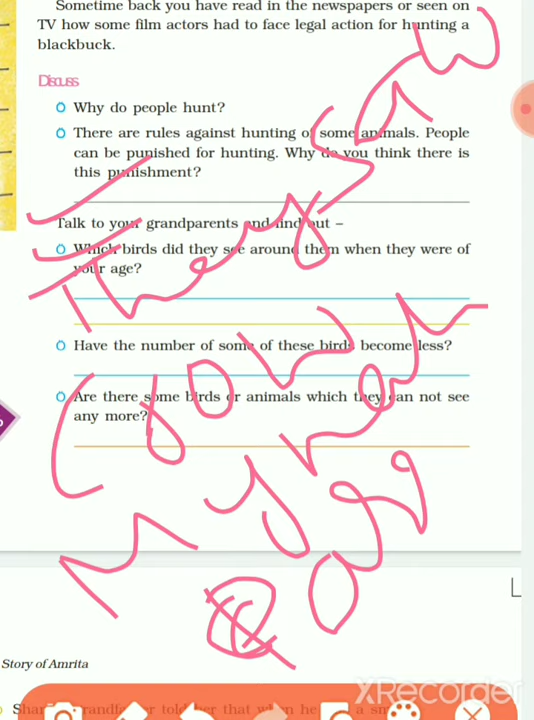 Sometime back you have read in the newspapers or seen on
TV how some film actors had to face legal action for hunting a
blackbuck.
Discuss
Why do people hunt?
There are rules against hunting of some animals. People
can be punished for hunting. Why do you think there is
this punishment?
Talk to your grandparents and find out –
Which birds did they see around them when they were of
your age?
Have the number of some of these birds become less?
Are there some birds or animals which they can not see
any more?
They saw
Mynah
Story of Amrita
XRecorder